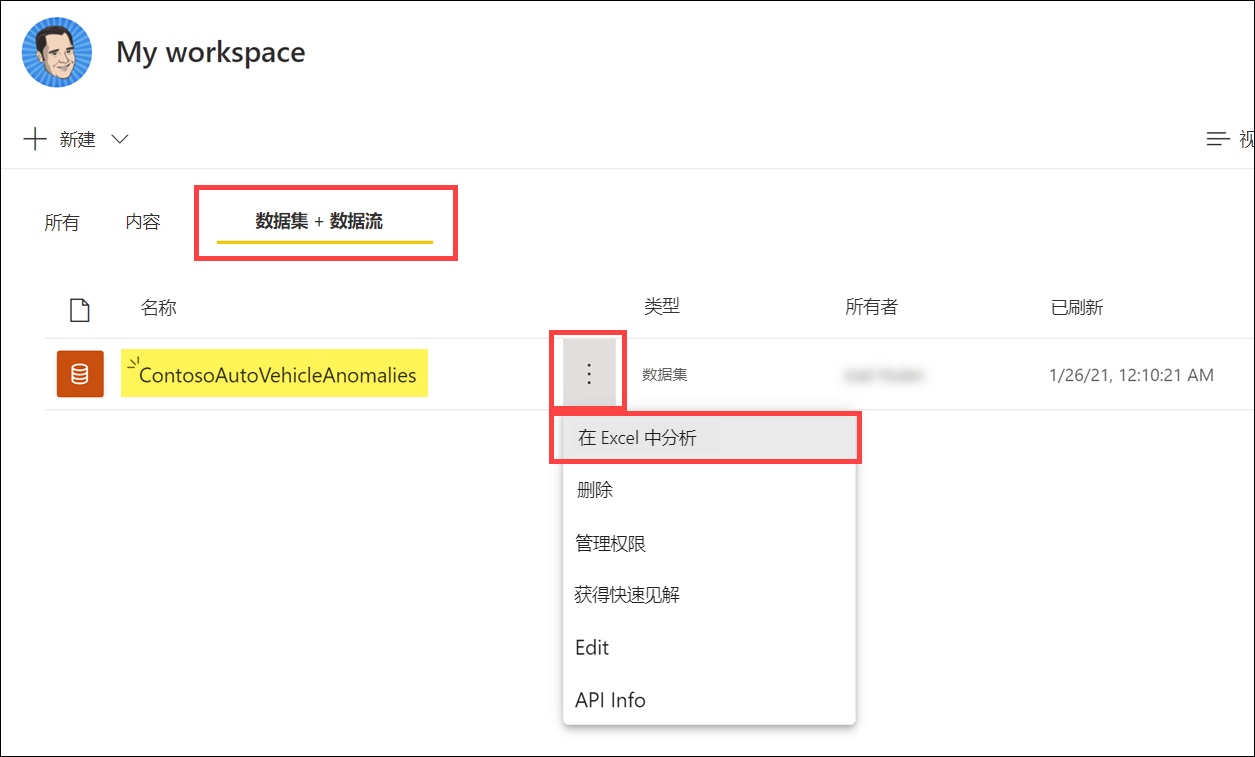 My workspace
新建
视
所有 内容 数据集 + 数据流
名称 类型 所有者 已刷新
ContosoAutoVehicleAnomalies 数据集 1/26/21, 12:10:21 AM
在 Excel 中分析
删除
管理权限
获得快速见解
Edit
API Info